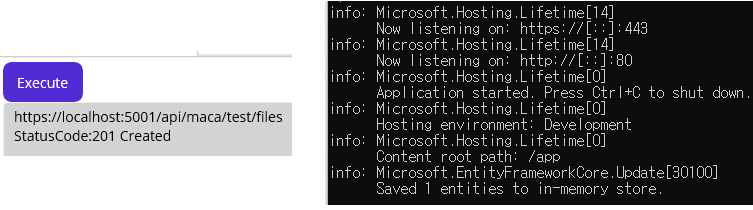 Execute
https://localhost:5001/api/maca/test/files
StatusCode:201 Created
info: Microsoft.Hosting.Lifetime[14]
Now listening on: https://[::]:443
info: Microsoft.Hosting.Lifetime[14]
Now listening on: http://[::]:80
info: Microsoft.Hosting.Lifetime[0]
Application started. Press Ctrl+C to shut down.
info: Microsoft.Hosting.Lifetime[0]
Hosting environment: Development
info: Microsoft.Hosting.Lifetime[0]
Content root path: /app
info: Microsoft.EntityFrameworkCore.Update[30100]
Saved 1 entities to in-memory store.